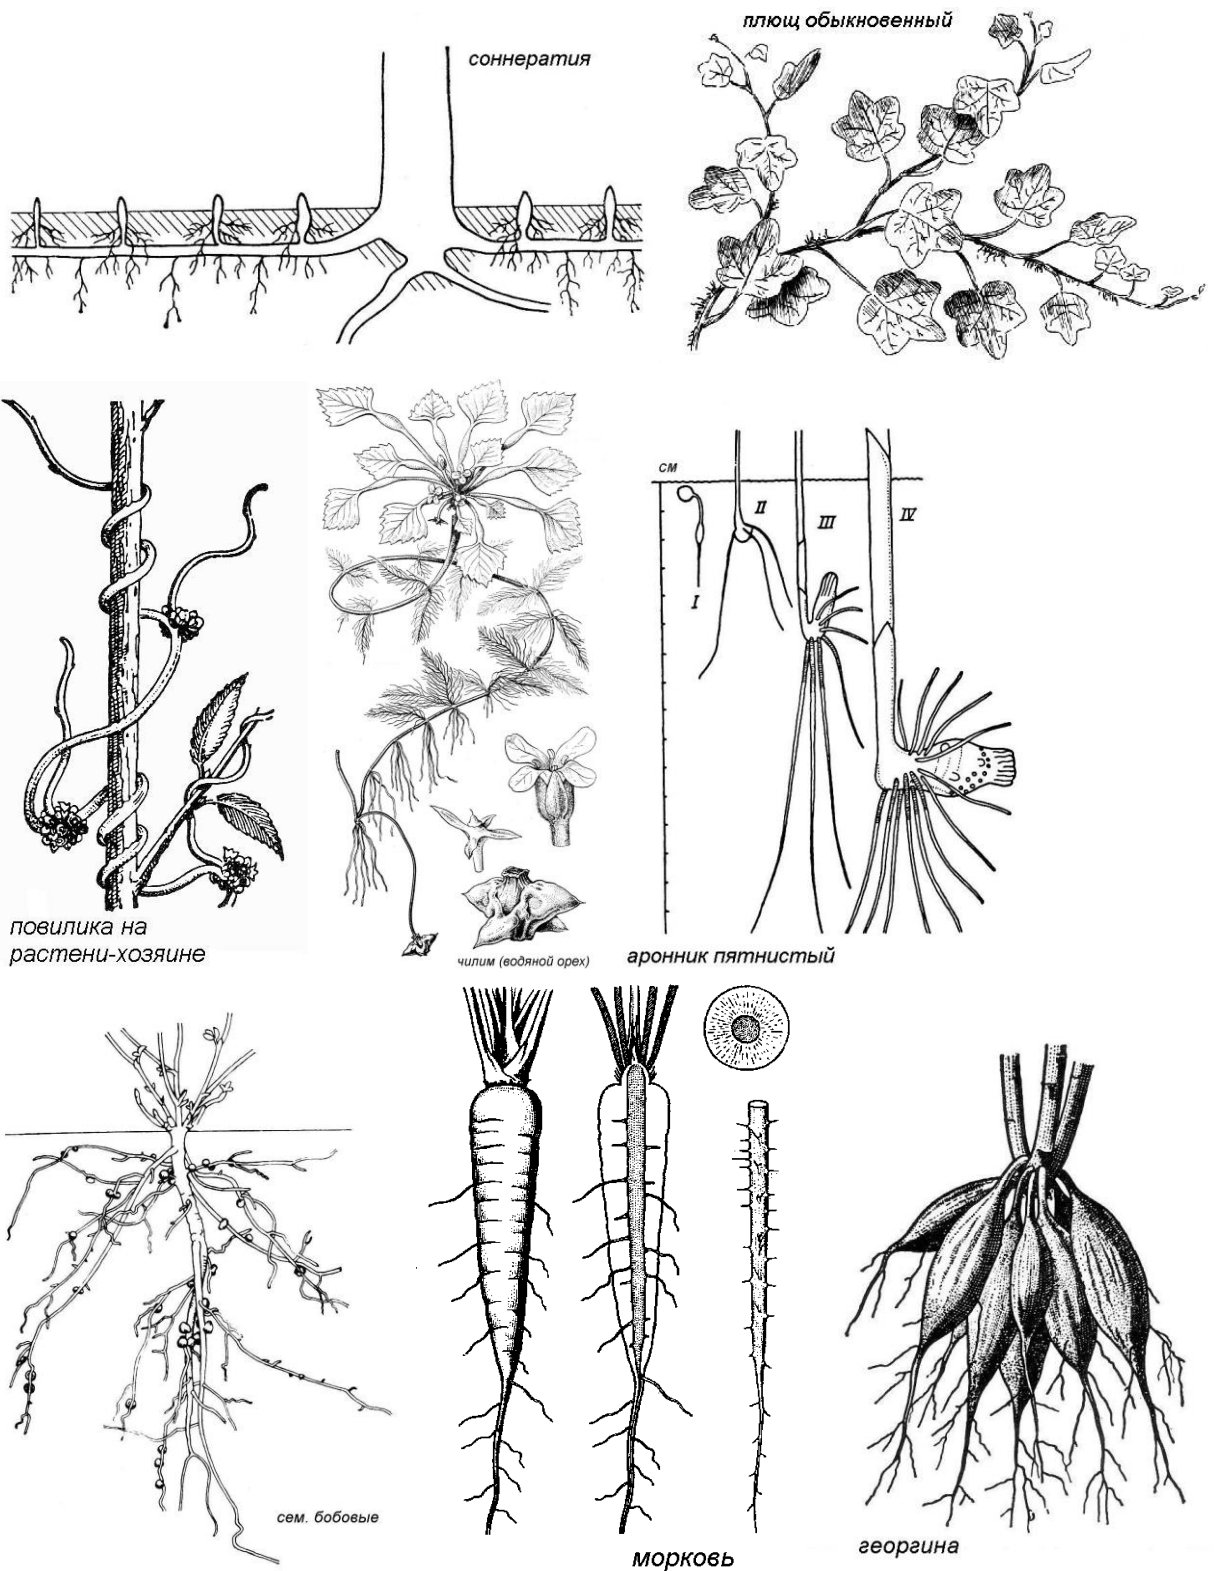 плющ обыкновенный
соннератия
см
I
II
III
IV
повилика на
растени-хозяине
чилим (водяной орех)
аронник пятнистый
сем. бобовые
морковь
георгина